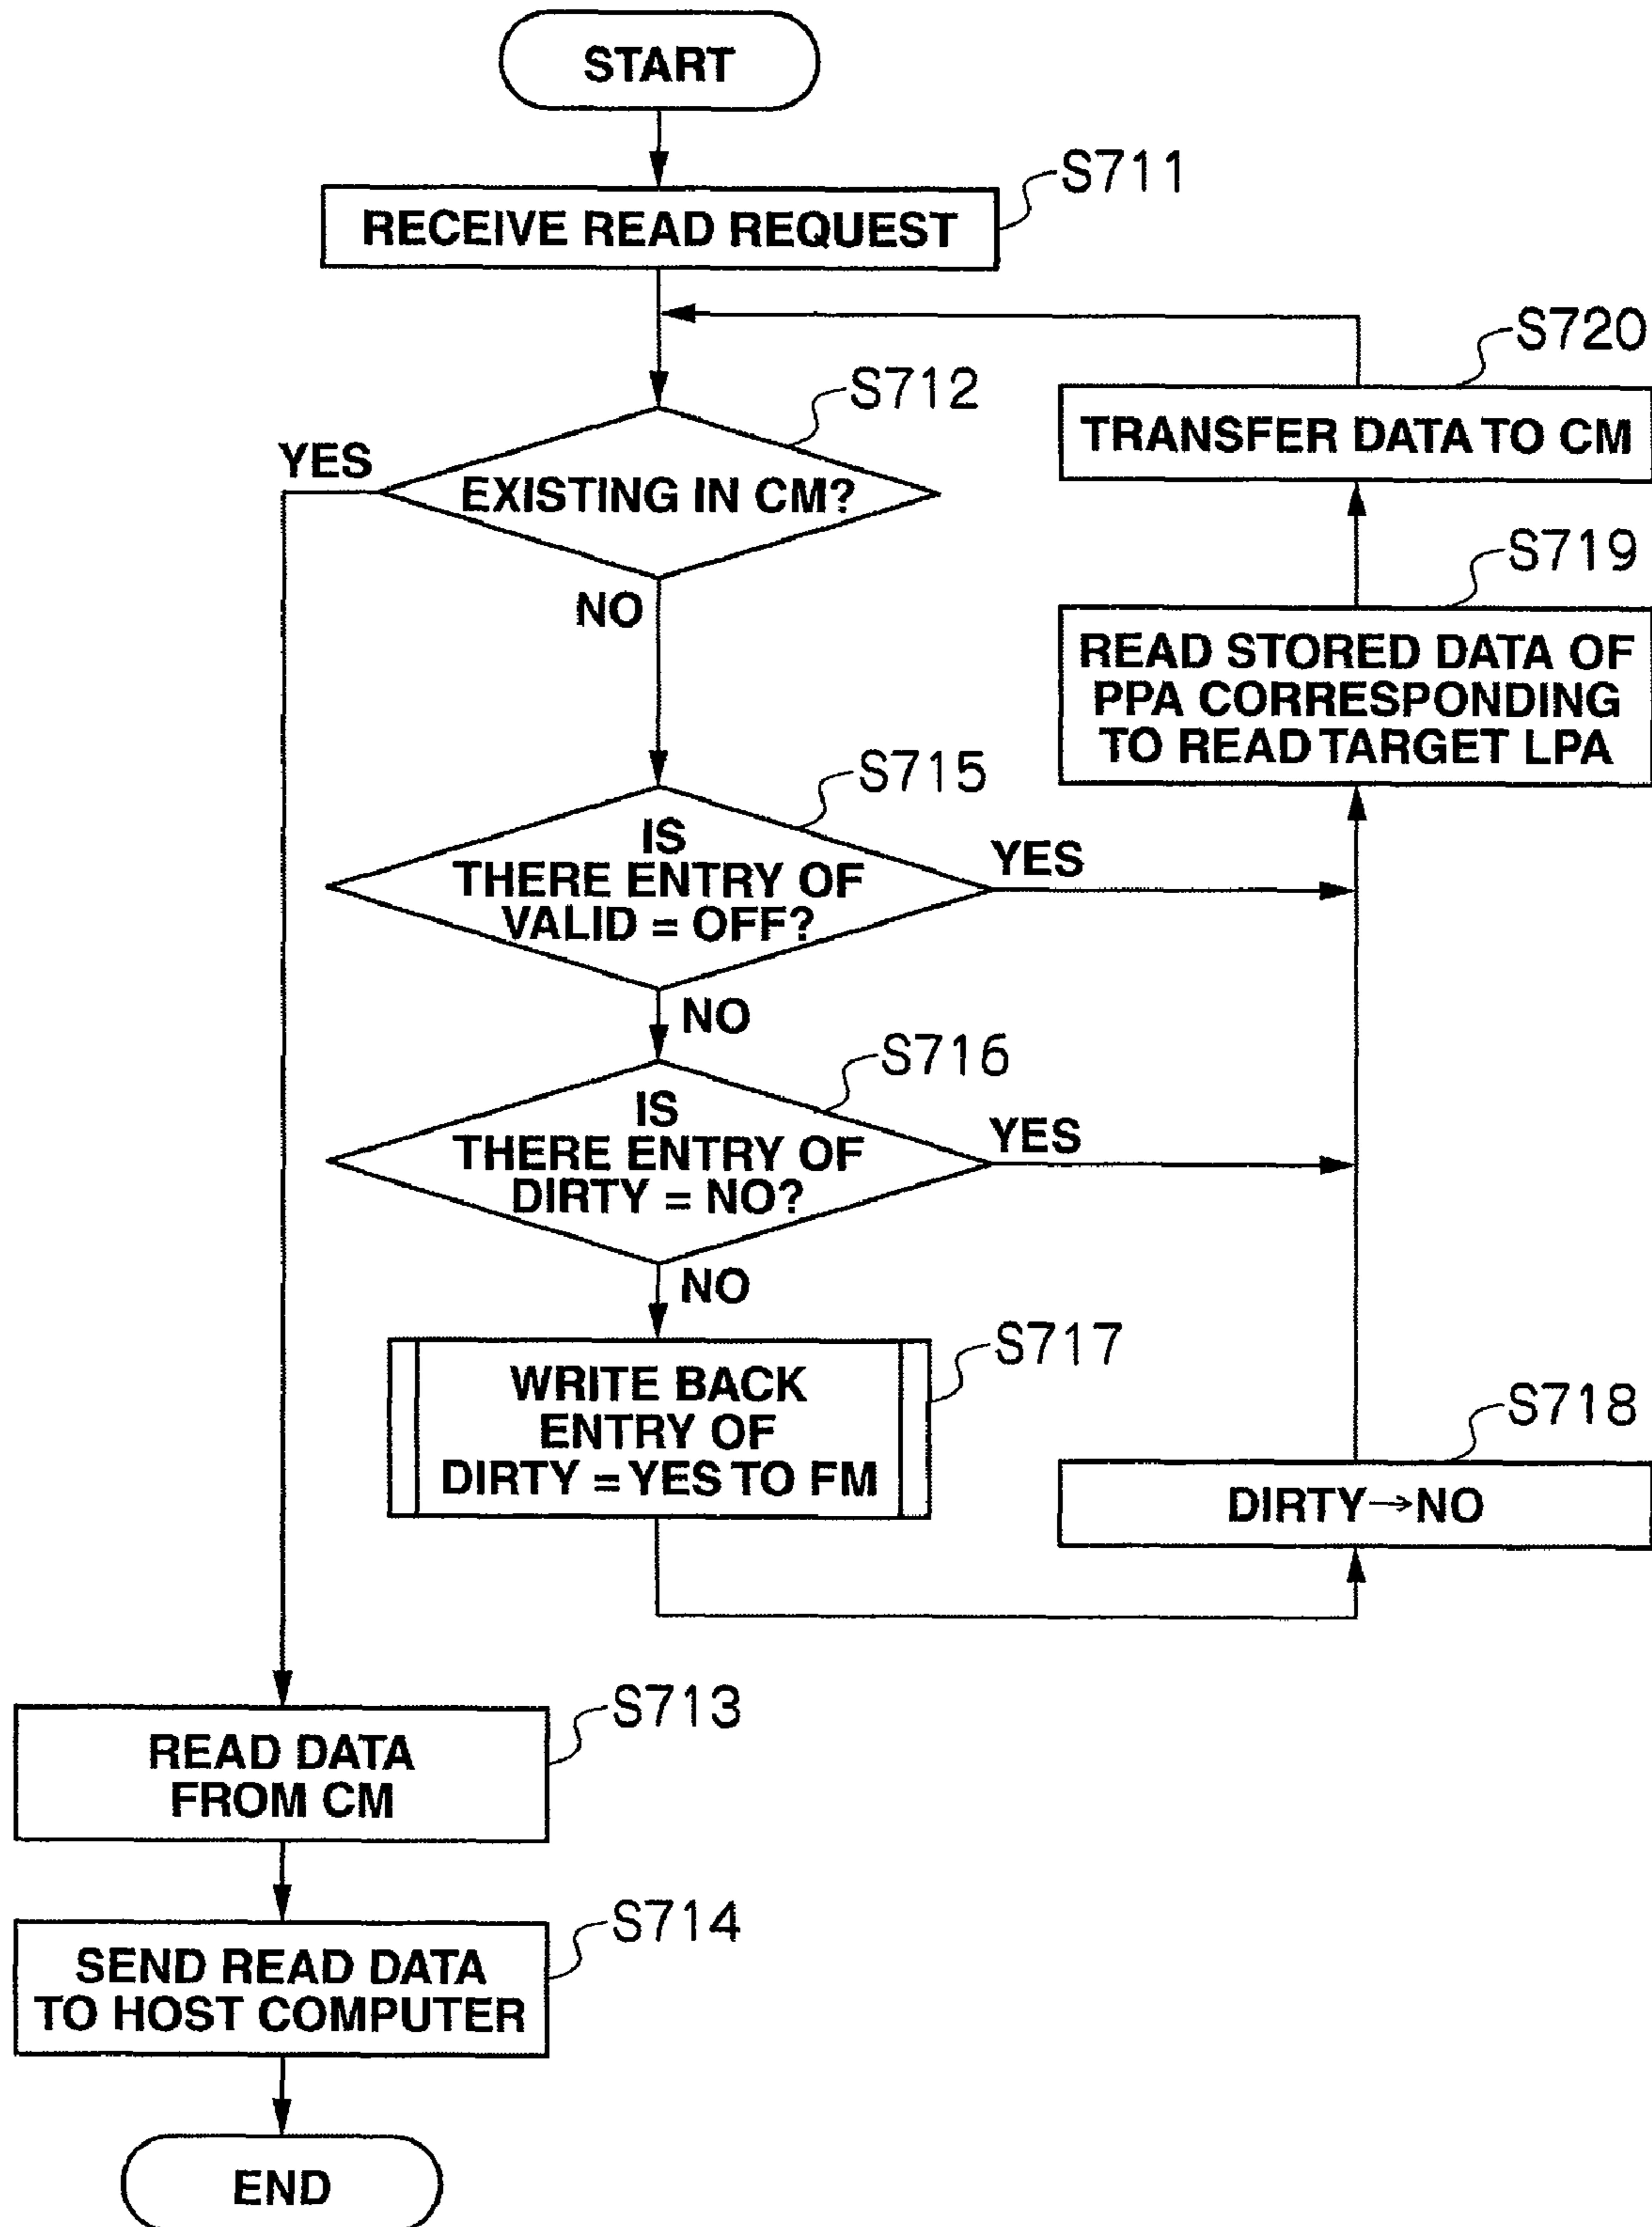 START
S711
RECEIVE READ REQUEST
S720
S712
TRANSFER DATA TO CM
YES
EXISTING IN CM?
S719
NO
READ STORED DATA OF
PPA CORRESPONDING
TO READ TARGET LPA
S715
IS
THERE ENTRY OF
VALID = OFF?
YES
NO
S716
IS
THERE ENTRY OF
DIRTY = NO?
YES
NO
S717
WRITE BACK
ENTRY OF
DIRTY = YES TO FM
S718
DIRTY→NO
S713
READ DATA
FROM CM
S714
SEND READ DATA
TO HOST COMPUTER
END